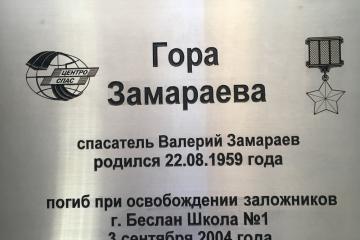 ЦЕНТРО
СПАС
Гора
Замараева
спасатель Валерий Замараев
родился 22.08.1959 года
погиб при освобождении заложников
г. Беслан Школа №1
3 сентября 2004 года